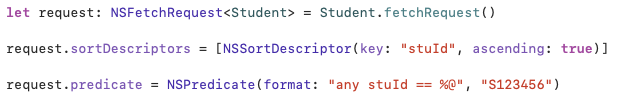 let request: NSFetchRequest<Student> = Student.fetchRequest()
request.sortDescriptors = [NSSortDescriptor(key: "stuId", ascending: true)]
request.predicate = NSPredicate(format: "any stuId == %@", "S123456")